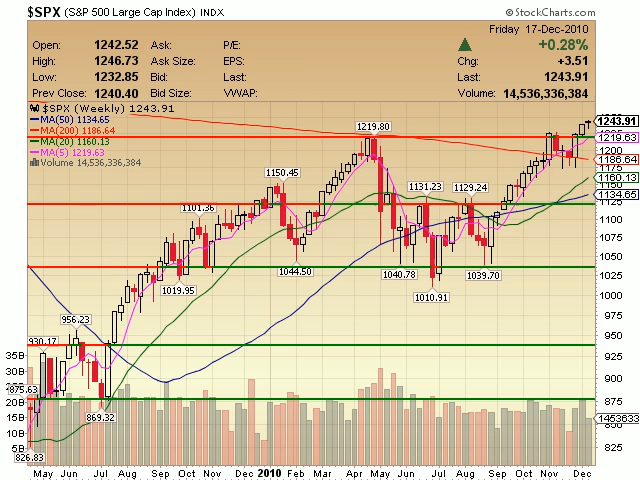 $SPX (S&P 500 Large Cap Index) INDX
© StockCharts.com
Friday 17-Dec-2010
Open: 1242.52 Ask: P/E: +0.28%
High: 1246.73 Ask Size: EPS: Chg: +3.51
Low: 1232.85 Bid: Last: Last: 1243.91
Prev Close: 1240.40 Bid Size: VWAP: Volume: 14,536,336,384
$SPX (Weekly) 1243.91
MA(50) 1134.65
MA(200) 1186.64
MA(20) 1160.13
MA(5) 1219.63
Volume 14,536,336,384
1219.80
1150.45
1131.23
1129.24
1101.36
1044.50
1040.78
1039.70
1019.95
1010.91
956.23
930.17
875.63
869.32
826.83
1243.91
1219.63
1200
1186.64
1160.13
1150
1134.65
1125
1100
1075
1050
1025
1000
975
950
925
900
875
850
825
1453633
35B
30B
25B
20B
15B
10B
5B
May Jun Jul Aug Sep Oct Nov Dec 2010 Feb Mar Apr May Jun Jul Aug Sep Oct Nov Dec